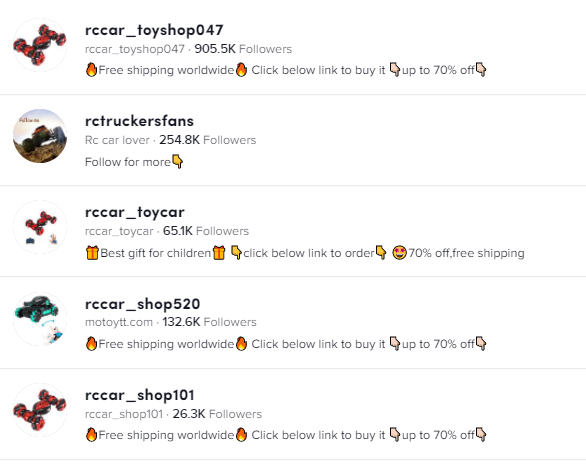 rccar_toyshop047
rccar_toyshop047 · 905.5K Followers
🔥Free shipping worldwide🔥 Click below link to buy it 👇🏻up to 70% off👇🏻
Follow me
rctruckersfans
Rc car lover · 254.8K Followers
Follow for more👇
rccar_toycar
rccar_toycar · 65.1K Followers
🎁Best gift for children🎁 👇click below link to order👇 🤩70% off,free shipping
rccar_shop520
motoytt.com · 132.6K Followers
🔥Free shipping worldwide🔥 Click below link to buy it 👇🏻up to 70% off👇🏻
rccar_shop101
rccar_shop101 · 26.3K Followers
🔥Free shipping worldwide🔥 Click below link to buy it 👇🏻up to 70% off👇🏻